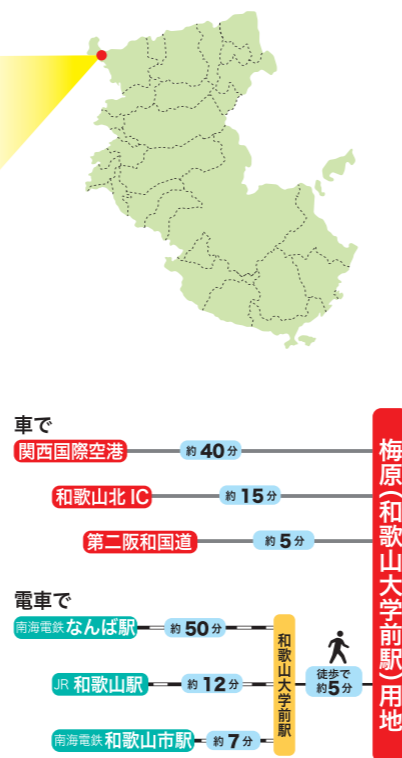 車で
関西国際空港 約40分
和歌山北IC 約15分
第二阪和国道 約5分
電車で
南海電鉄なんば駅 約50分
JR 和歌山駅 約12分
南海電鉄 和歌山市駅 約7分
和歌山大学前駅
徒歩で
約5分
梅原(和歌山大学前駅)用地